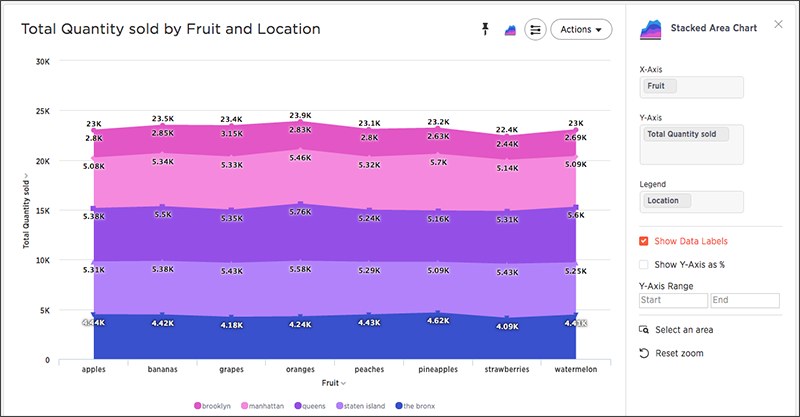 Total Quantity sold by Fruit and Location
Actions
30K
25K
20K
15K
10K
5K
0
Total Quantity sold
23K 23.5K 23.4K 23.9K 23.1K 23.2K 22.4K 23K
2.8K 2.85K 3.15K 2.83K 2.8K 2.63K 2.44K 2.69K
5.08K 5.34K 5.33K 5.46K 5.32K 5.7K 5.14K 5.09K
5.38K 5.5K 5.35K 5.76K 5.24K 5.16K 5.31K 5.6K
5.31K 5.38K 5.43K 5.58K 5.29K 5.09K 5.43K 5.25K
4.44K 4.42K 4.18K 4.24K 4.43K 4.62K 4.09K 4.41K
apples bananas grapes oranges peaches pineapples strawberries watermelon
Fruit
brooklyn manhattan queens staten island the bronx
Stacked Area Chart
X-Axis
Fruit
Y-Axis
Total Quantity sold
Legend
Location
Show Data Labels
Show Y-Axis as %
Y-Axis Range
Start End
Select an area
Reset zoom